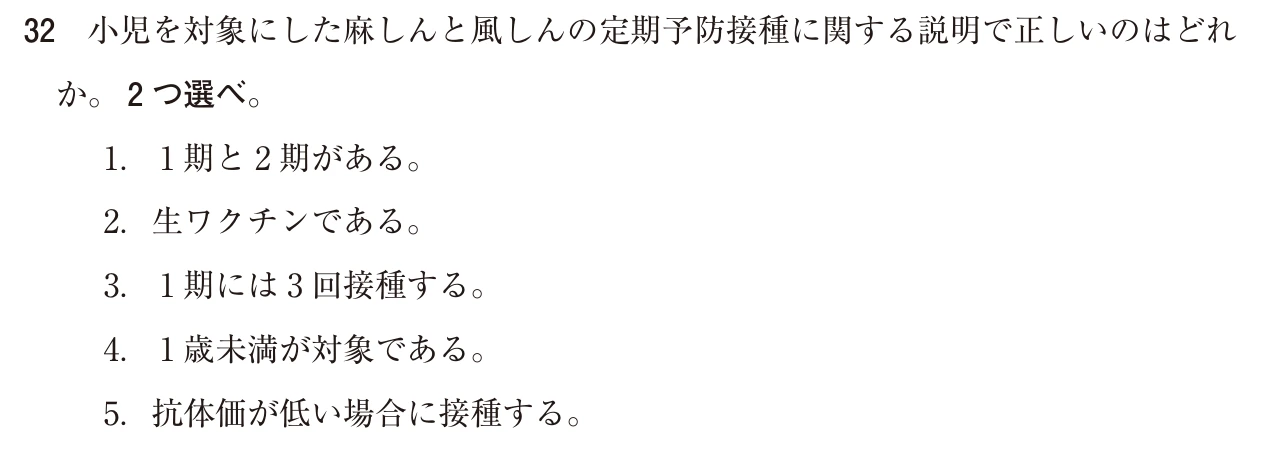 32 小児を対象にした麻しんと風しんの定期予防接種に関する説明で正しいのはどれ
か。2つ選べ。
1. 1期と2期がある。
2. 生ワクチンである。
3. 1期には3回接種する。
4. 1歳未満が対象である。
5. 抗体価が低い場合に接種する。